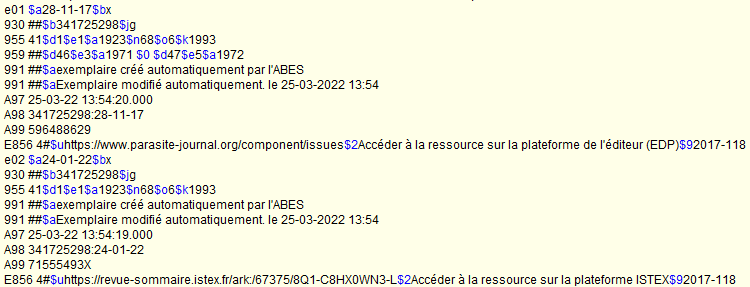 e01 $a28-11-17$bx
930 ##$b341725298$jg
955 41$d1$e1$a1923$n68$o6$k1993
959 ##$d46$e3$a1971 $0 $d47$e5$a1972
991 ##$aexemplaire créé automatiquement par l'ABES
991 ##$aExemplaire modifié automatiquement. le 25-03-2022 13:54
A97 25-03-22 13:54:20.000
A98 341725298:28-11-17
A99 596488629
E856 4#$uhttps://www.parasite-journal.org/component/issues$2Accéder à la ressource sur la plateforme de l'éditeur (EDP)$92017-118
e02 $a24-01-22$bx
930 ##$b341725298$jg
955 41$d1$e1$a1923$n68$o6$k1993
991 ##$aexemplaire créé automatiquement par l'ABES
991 ##$aExemplaire modifié automatiquement. le 25-03-2022 13:54
A97 25-03-22 13:54:19.000
A98 341725298:24-01-22
A99 71555493X
E856 4#$uhttps://revue-sommaire.istex.fr/ark:/67375/8Q1-C8HX0WN3-L$2Accéder à la ressource sur la plateforme ISTEX$92017-118